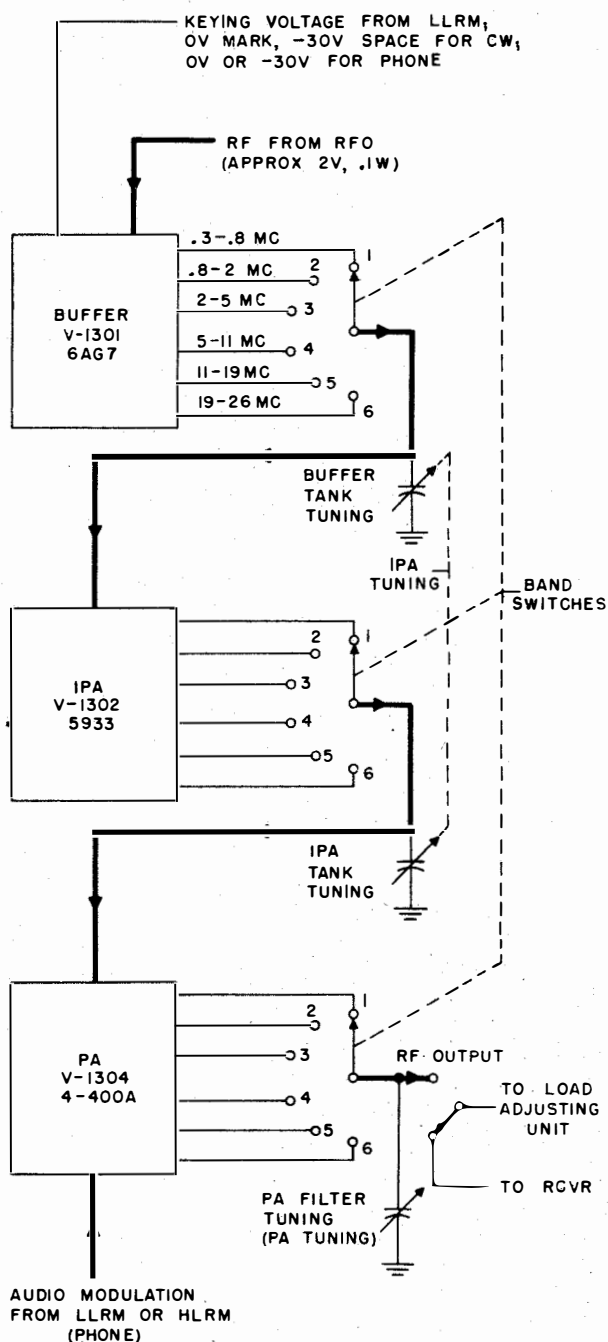 KEYING VOLTAGE FROM LLRM;
0V MARK, -30V SPACE FOR CW;
0V OR -30V FOR PHONE
RF FROM RFO
(APPROX 2V, .1W)
BUFFER
V-1301
6AG7
.3-.8 MC
.8-2 MC
2-5 MC
5-11 MC
11-19 MC
19-26 MC
1
2
3
4
5
6
BUFFER
TANK
TUNING
IPA
TUNING
BAND
SWITCHES
IPA
V-1302
5933
1
2
3
4
5
6
IPA
TANK
TUNING
PA
V-1304
4-400A
1
2
3
4
5
6
RF OUTPUT
TO LOAD
ADJUSTING
UNIT
TO RCVR
PA FILTER
TUNING
(PA TUNING)
AUDIO MODULATION
FROM LLRM OR HLRM
(PHONE)